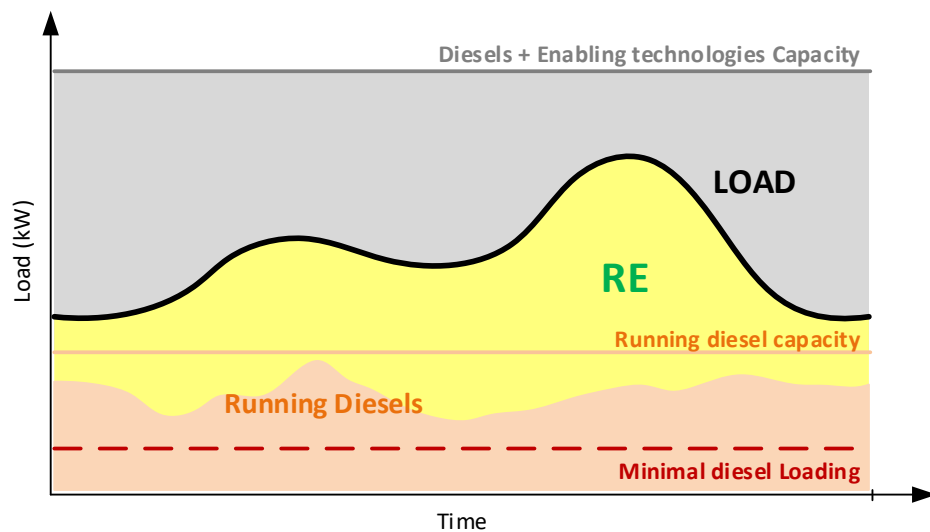 Diesels + Enabling technologies Capacity
LOAD
Load (kW)
RE
Running diesel capacity
Running Diesels
Minimal diesel Loading
Time